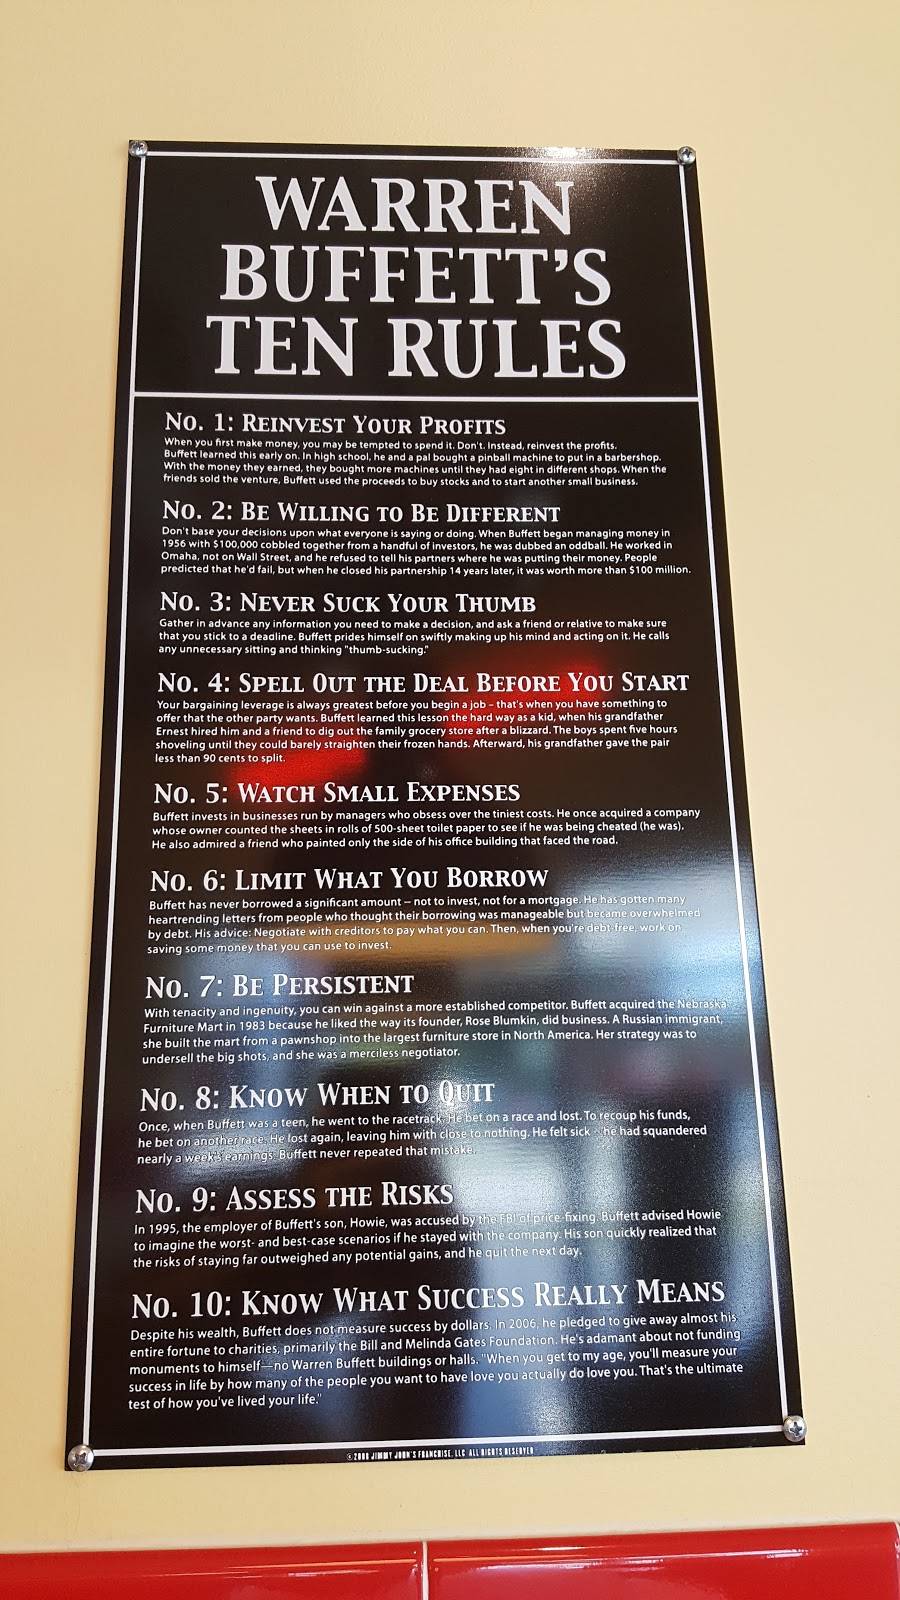 WARREN
BUFFETT'S
TEN RULES
No. 1: Reinvest Your Profits
When you first make money, you may be tempted to spend it. Don't. Instead, reinvest the profits.
Buffett learned this early on. In high school, he and a pal bought a pinball machine to put in a barbershop.
With the money they earned, they bought more machines until they had eight in different shops. When the
friends sold the venture, Buffett used the proceeds to buy stocks and to start another small business.
No. 2: Be Willing to Be Different
Don't base your decisions upon what everyone is saying or doing. When Buffett began managing money in
1956 with $100,000 cobbled together from a handful of investors, he was dubbed an oddball. He worked in
Omaha, not on Wall Street, and he refused to tell his partners where he was putting their money. People
predicted that he'd fail, but when he closed his partnership 14 years later, it was worth more than $100 million.
No. 3: Never Suck Your Thumb
Gather in advance any information you need to make a decision, and ask a friend or relative to make sure
that you stick to a deadline. Buffett prides himself on swiftly making up his mind and acting on it. He calls
any unnecessary sitting and thinking "thumb-sucking."
No. 4: Spell Out the Deal Before You Start
Your bargaining leverage is always greatest before you begin a job – that's when you have something to
offer that the other party wants. Buffett learned this lesson the hard way as a kid, when his grandfather
Ernest hired him and a friend to dig out the family grocery store after a blizzard. The boys spent five hours
shoveling until they could barely straighten their frozen hands. Afterward, his grandfather gave the pair
less than 90 cents to split.
No. 5: Watch Small Expenses
Buffett invests in businesses run by managers who obsess over the tiniest costs. He once acquired a company
whose owner counted the sheets in rolls of 500-sheet toilet paper to see if he was being cheated (he was).
He also admired a friend who painted only the side of his office building that faced the road.
No. 6: Limit What You Borrow
Buffett has never borrowed a significant amount – not to invest, not for a mortgage. He has gotten many
heartrending letters from people who thought their borrowing was manageable but became overwhelmed
by debt. His advice: Negotiate with creditors to pay what you can. Then, when you're debt-free, work on
saving some money that you can use to invest.
No. 7: Be Persistent
With tenacity and ingenuity, you can win against a more established competitor. Buffett acquired the Nebraska
Furniture Mart in 1983 because he liked the way its founder, Rose Blumkin, did business. A Russian immigrant,
she built the mart from a pawnshop into the largest furniture store in North America. Her strategy was to
undersell the big shots, and she was a merciless negotiator.
No. 8: Know When to Quit
Once, when Buffett was a teen, he went to the racetrack. He bet on a race and lost. To recoup his funds,
he bet on another race. He lost again, leaving him with close to nothing. He felt sick – he had squandered
nearly a week's earnings. Buffett never repeated that mistake.
No. 9: Assess the Risks
In 1995, the employer of Buffett's son, Howie, was accused by the FBI of price-fixing. Buffett advised Howie
to imagine the worst- and best-case scenarios if he stayed with the company. His son quickly realized that
the risks of staying far outweighed any potential gains, and he quit the next day.
No. 10: Know What Success Really Means
Despite his wealth, Buffett does not measure success by dollars. In 2006, he pledged to give away almost his
entire fortune to charities, primarily the Bill and Melinda Gates Foundation. He's adamant about not funding
monuments to himself—no Warren Buffett buildings or halls. "When you get to my age, you'll measure your
success in life by how many of the people you want to have love you actually do love you. That's the ultimate
test of how you've lived your life."
JIMMY JOHN'S FRANCHISE, LLC ALL RIGHTS RESERVED